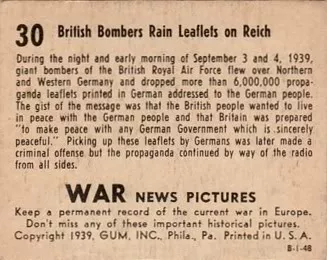 30 British Bombers Rain Leaflets on Reich
During the night and early morning of September 3 and 4, 1939,
giant bombers of the British Royal Air Force flew over Northern
and Western Germany and dropped more than 6,000,000 propa-
ganda leaflets printed in German addressed to the German people.
The gist of the message was that the British people wanted to live
in peace with the German people and that Britain was prepared
"to make peace with any German Government which is sincerely
peaceful." Picking up these leaflets by Germans was later made a
criminal offense but the propaganda continued by way of the radio
from all sides.
WAR NEWS PICTURES
Keep a permanent record of the current war in Europe.
Don't miss any of these important historical pictures.
Copyright 1939, GUM, INC., Phila., Pa. Printed in U. S. A.
B-1-48